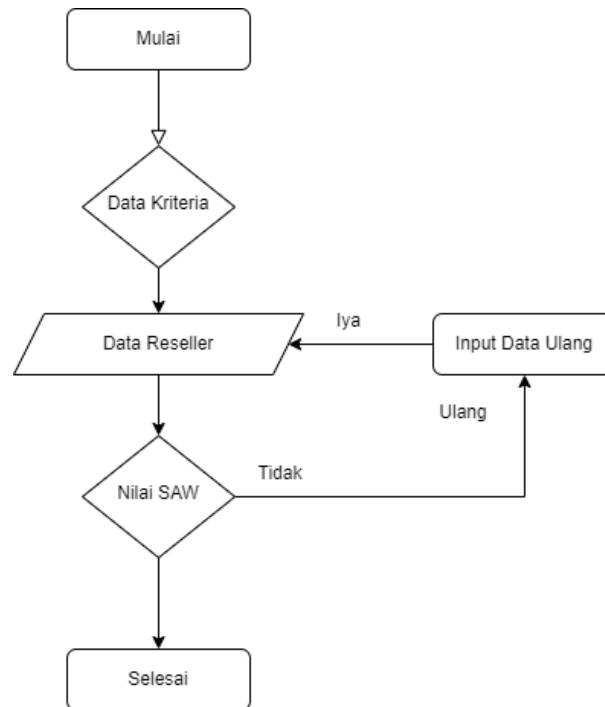 Mulai
Data Kriteria
Iya
Data Reseller
Input Data Ulang
Ulang
Tidak
Nilai SAW
Selesai